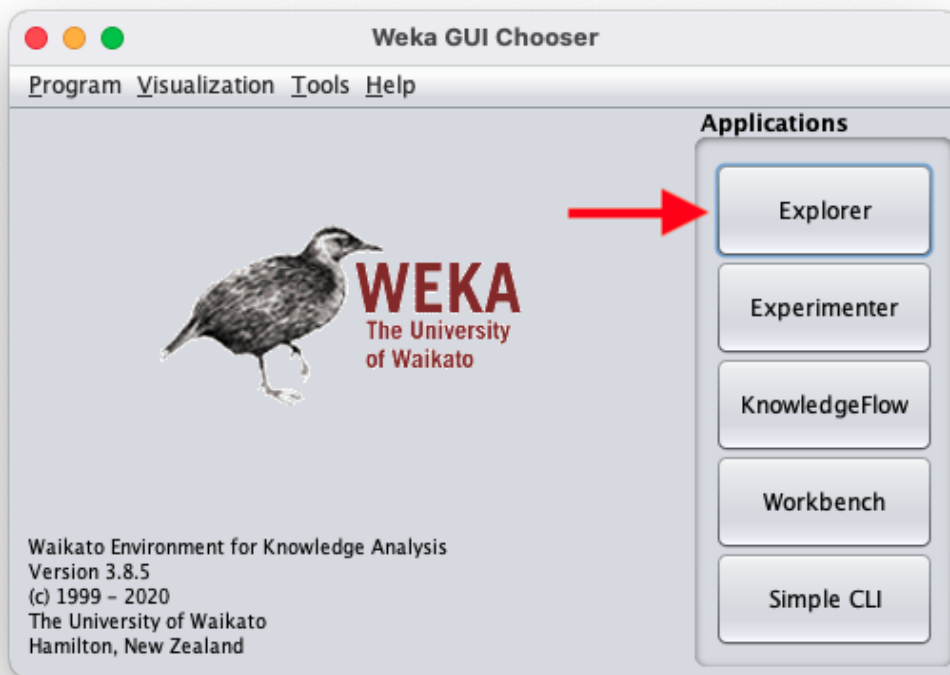 Weka GUI Chooser
Program Visualization Tools Help
Applications
Explorer
Experimenter
KnowledgeFlow
Workbench
Simple CLI
WEKA
The University
of Waikato
Waikato Environment for Knowledge Analysis
Version 3.8.5
(c) 1999 – 2020
The University of Waikato
Hamilton, New Zealand